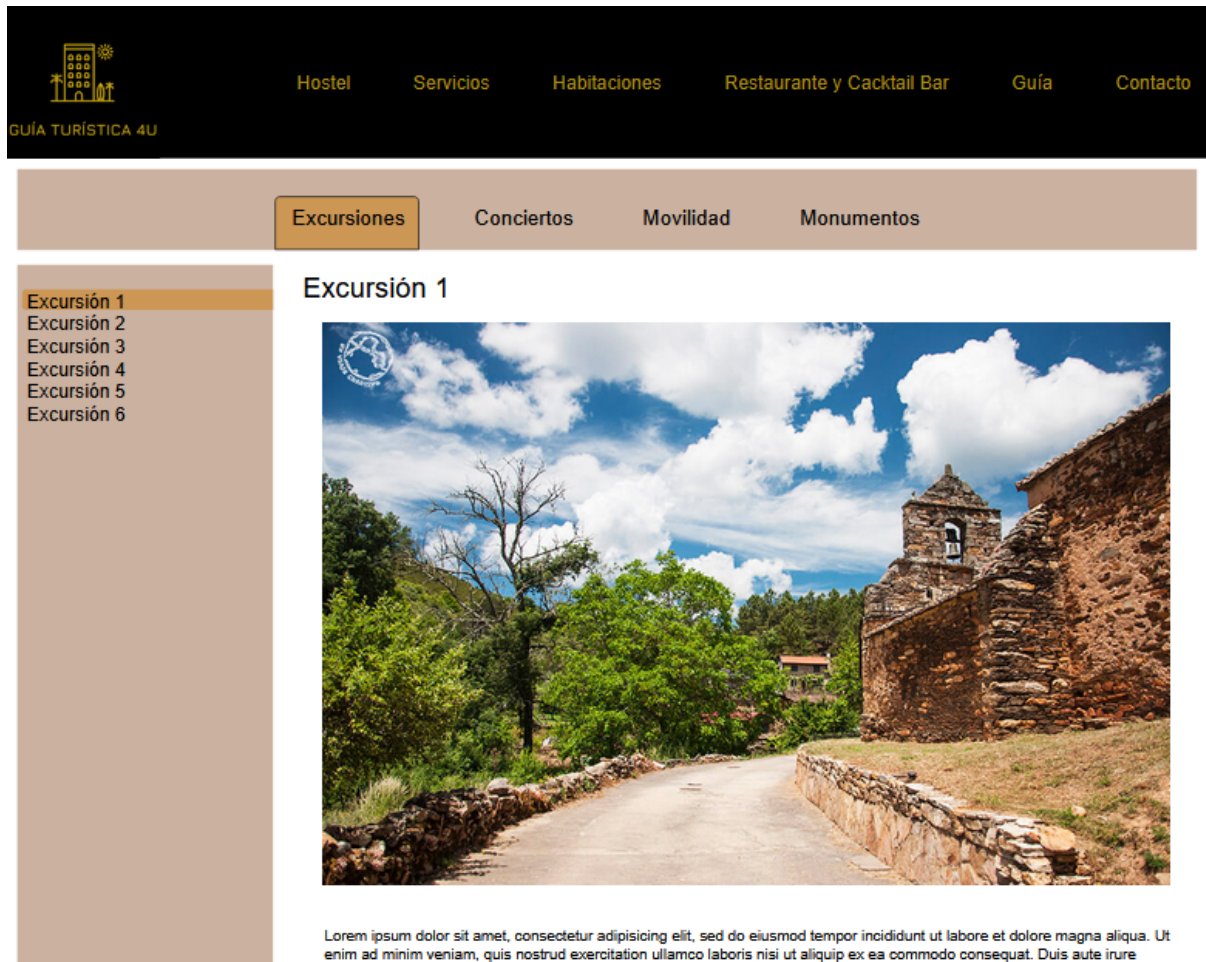 GUÍA TURÍSTICA 4U
Hostel Servicios Habitaciones Restaurante y Cacktail Bar Guía Contacto
Excursiones Conciertos Movilidad Monumentos
Excursión 1
Excursión 2
Excursión 3
Excursión 4
Excursión 5
Excursión 6
Excursión 1
Lorem ipsum dolor sit amet, consectetur adipisicing elit, sed do eiusmod tempor incididunt ut labore et dolore magna aliqua. Ut
enim ad minim veniam, quis nostrud exercitation ullamco laboris nisi ut aliquip ex ea commodo consequat. Duis aute irure